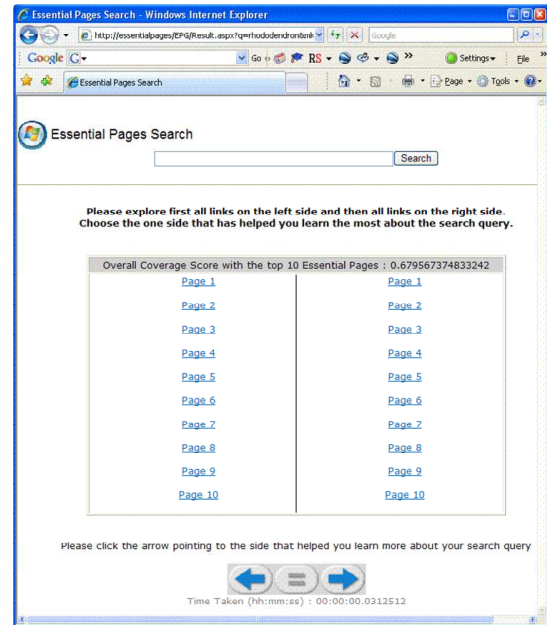 Essential Pages Search - Windows Internet Explorer
http://essentialpages/EPG/Result.aspx?q=rhododendron
Google
Google G Go RS Settings File
Essential Pages Search Page Tools
Essential Pages Search
Search
Please explore first all links on the left side and then all links on the right side.
Choose the one side that has helped you learn the most about the search query.
Overall Coverage Score with the top 10 Essential Pages : 0.679567374833242
Page 1 Page 1
Page 2 Page 2
Page 3 Page 3
Page 4 Page 4
Page 5 Page 5
Page 6 Page 6
Page 7 Page 7
Page 8 Page 8
Page 9 Page 9
Page 10 Page 10
Please click the arrow pointing to the side that helped you learn more about your search query
Time Taken (hh:mm:ss) : 00:00:00.0312512